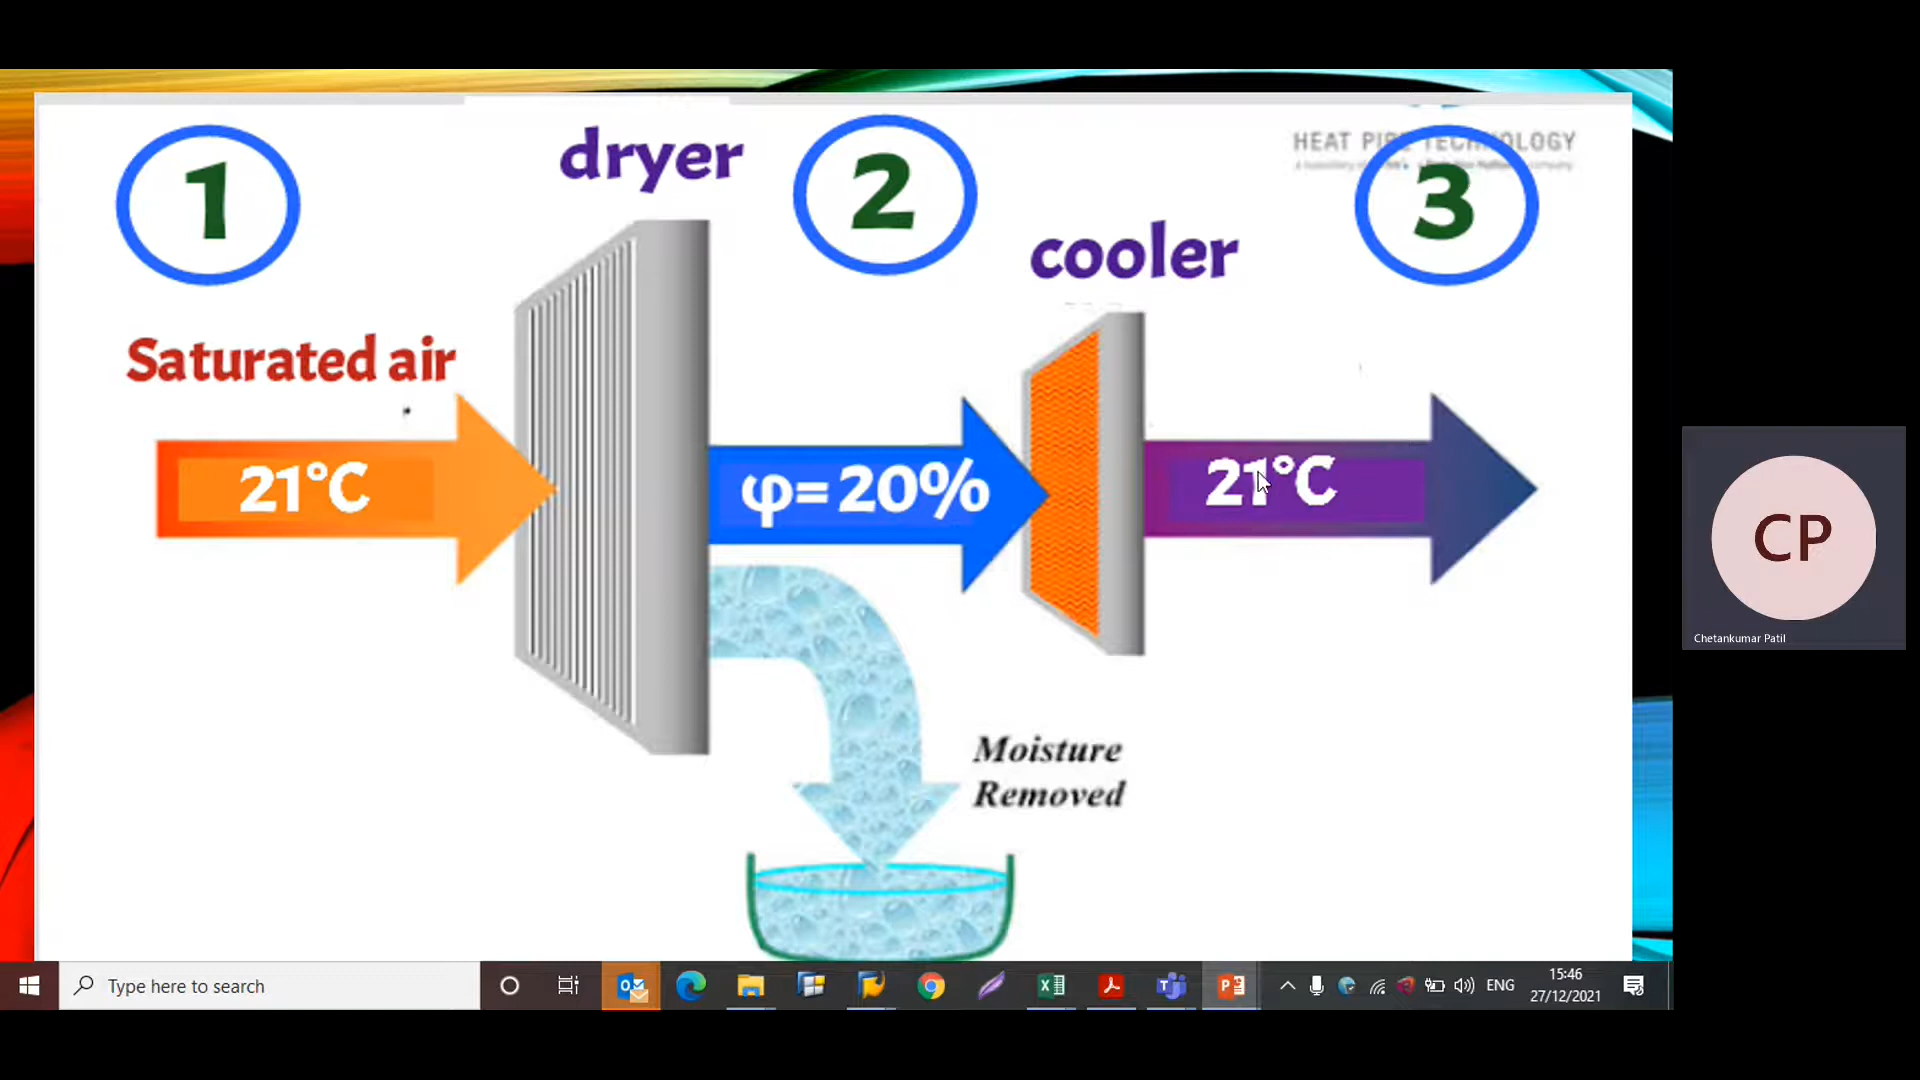 1
dryer
2
HEAT PIPE TECHNOLOGY
3
cooler
Saturated air
21°C
φ= 20%
21°C
Moisture
Removed
CP
Chetankumar Patil
Type here to search
ENG
15:46
27/12/2021